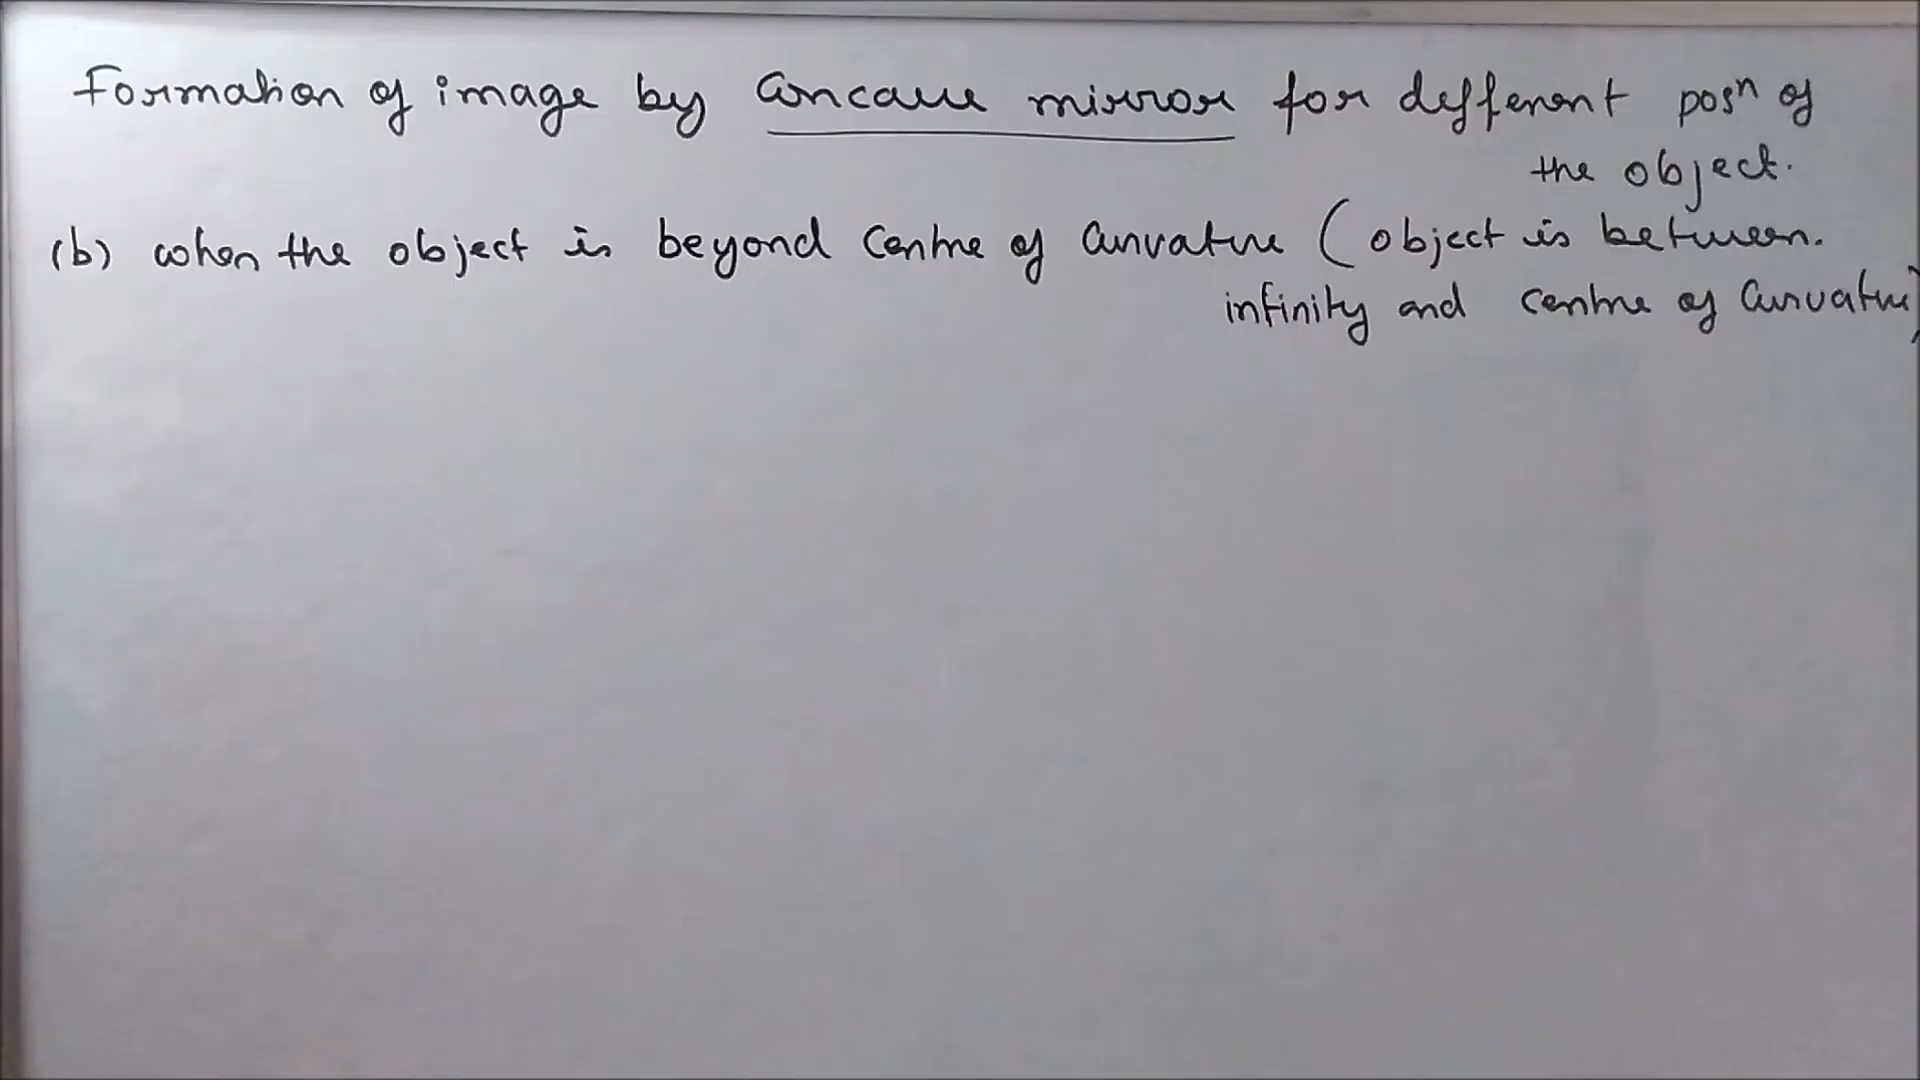 Formation of image by concave mirror for different posⁿ of
the object.
(b) when the object is beyond Centre of Curvature (object is between.
infinity and centre of Curvature)